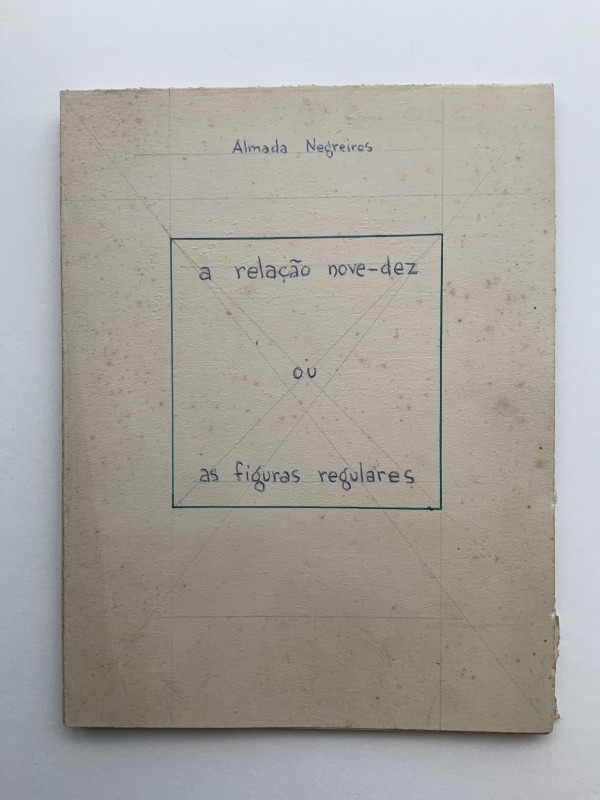 Almada Negreiros
a relação nove-dez
ou
as figuras regulares